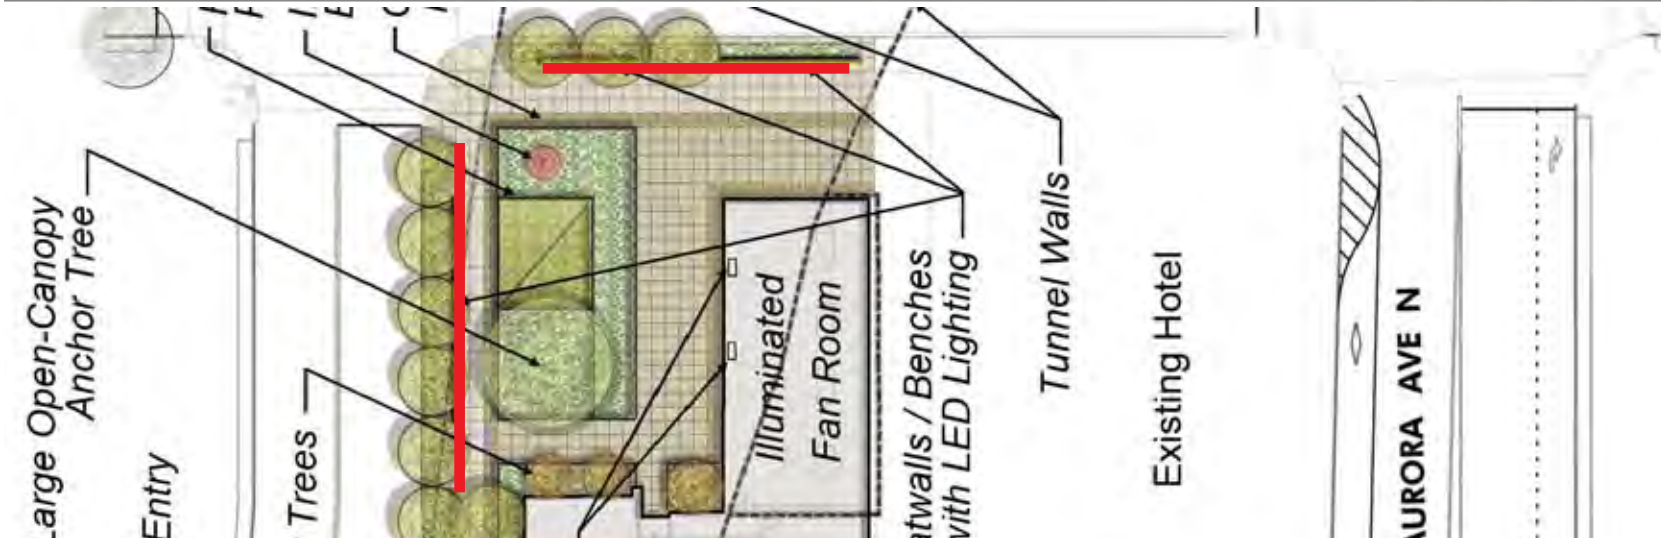 Large Open-Canopy
Anchor Tree
Entry
Trees
Illuminated
Fan Room
with LED Lighting
/ Benches
Tunnel Walls
Existing Hotel
AURORA AVE N